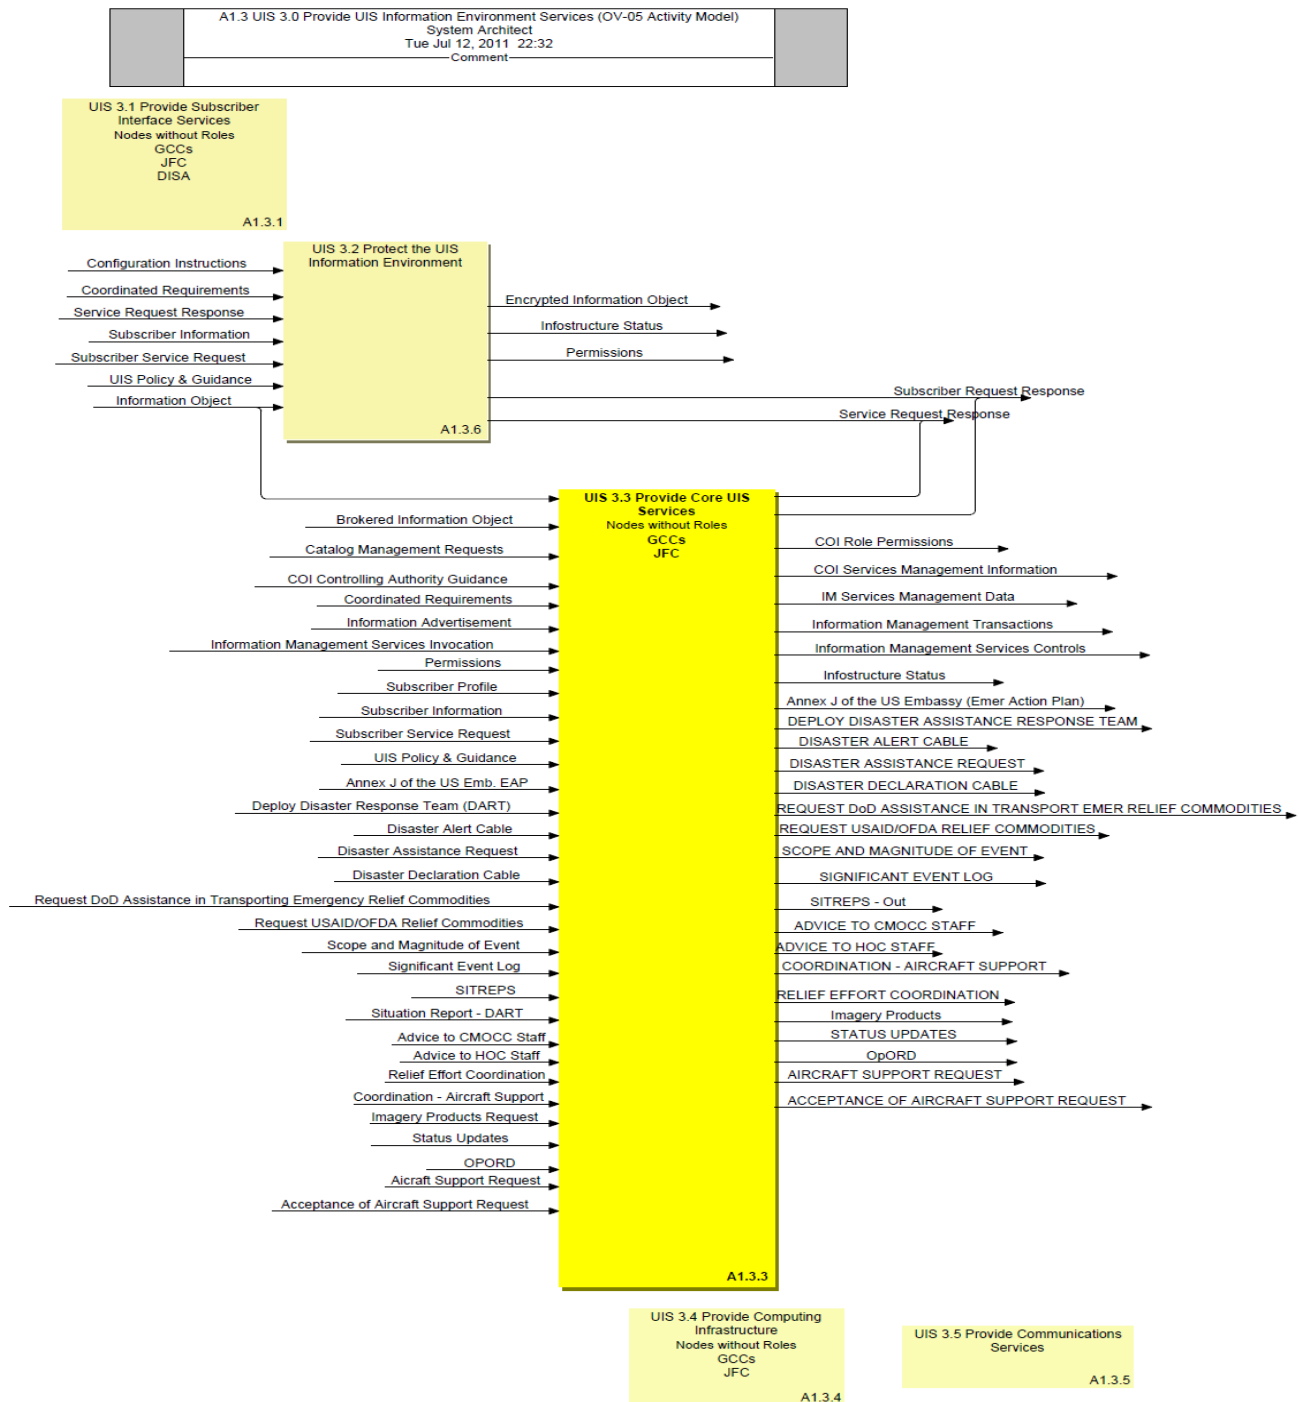 A1.3 UIS 3.0 Provide UIS Information Environment Services (OV-05 Activity Model)
System Architect
Tue Jul 12, 2011 22:32
Comment
UIS 3.1 Provide Subscriber
Interface Services
Nodes without Roles
GCCs
JFC
DISA
A1.3.1
UIS 3.2 Protect the UIS
Information Environment
A1.3.6
Configuration Instructions
Coordinated Requirements
Service Request Response
Subscriber Information
Subscriber Service Request
UIS Policy & Guidance
Information Object
Encrypted Information Object
Infostructure Status
Permissions
Subscriber Request Response
Service Request Response
UIS 3.3 Provide Core UIS
Services
Nodes without Roles
GCCs
JFC
A1.3.3
Brokered Information Object
Catalog Management Requests
COI Controlling Authority Guidance
Coordinated Requirements
Information Advertisement
Information Management Services Invocation
Permissions
Subscriber Profile
Subscriber Information
Subscriber Service Request
UIS Policy & Guidance
Annex J of the US Emb. EAP
Deploy Disaster Response Team (DART)
Disaster Alert Cable
Disaster Assistance Request
Disaster Declaration Cable
Request DoD Assistance in Transporting Emergency Relief Commodities
Request USAID/OFDA Relief Commodities
Scope and Magnitude of Event
Significant Event Log
SITREPS
Situation Report - DART
Advice to CMOCC Staff
Advice to HOC Staff
Relief Effort Coordination
Coordination - Aircraft Support
Imagery Products Request
Status Updates
OPORD
Aicraft Support Request
Acceptance of Aircraft Support Request
COI Role Permissions
COI Services Management Information
IM Services Management Data
Information Management Transactions
Information Management Services Controls
Infostructure Status
Annex J of the US Embassy (Emer Action Plan)
DEPLOY DISASTER ASSISTANCE RESPONSE TEAM
DISASTER ALERT CABLE
DISASTER ASSISTANCE REQUEST
DISASTER DECLARATION CABLE
REQUEST DoD ASSISTANCE IN TRANSPORT EMER RELIEF COMMODITIES
REQUEST USAID/OFDA RELIEF COMMODITIES
SCOPE AND MAGNITUDE OF EVENT
SIGNIFICANT EVENT LOG
SITREPS - Out
ADVICE TO CMOCC STAFF
ADVICE TO HOC STAFF
COORDINATION - AIRCRAFT SUPPORT
RELIEF EFFORT COORDINATION
Imagery Products
STATUS UPDATES
OpORD
AIRCRAFT SUPPORT REQUEST
ACCEPTANCE OF AIRCRAFT SUPPORT REQUEST
UIS 3.4 Provide Computing
Infrastructure
Nodes without Roles
GCCs
JFC
A1.3.4
UIS 3.5 Provide Communications
Services
A1.3.5